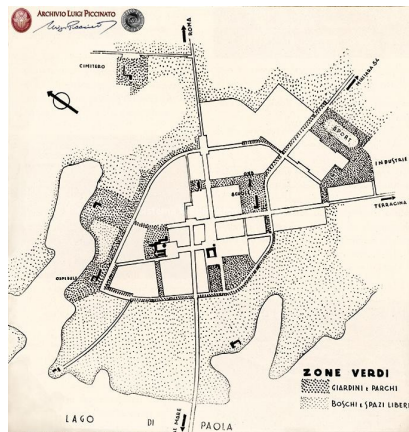 ARCHIVIO LUIGI PICCINATO
ROMA
CIMITERO
SPORT
INDUSTRIE
TERRACINA
OSPEDALE
ZONE VERDI
GIARDINI E PARCHI
BOSCHI E SPAZI LIBERI
LAGO DI PAOLA
AL MARE